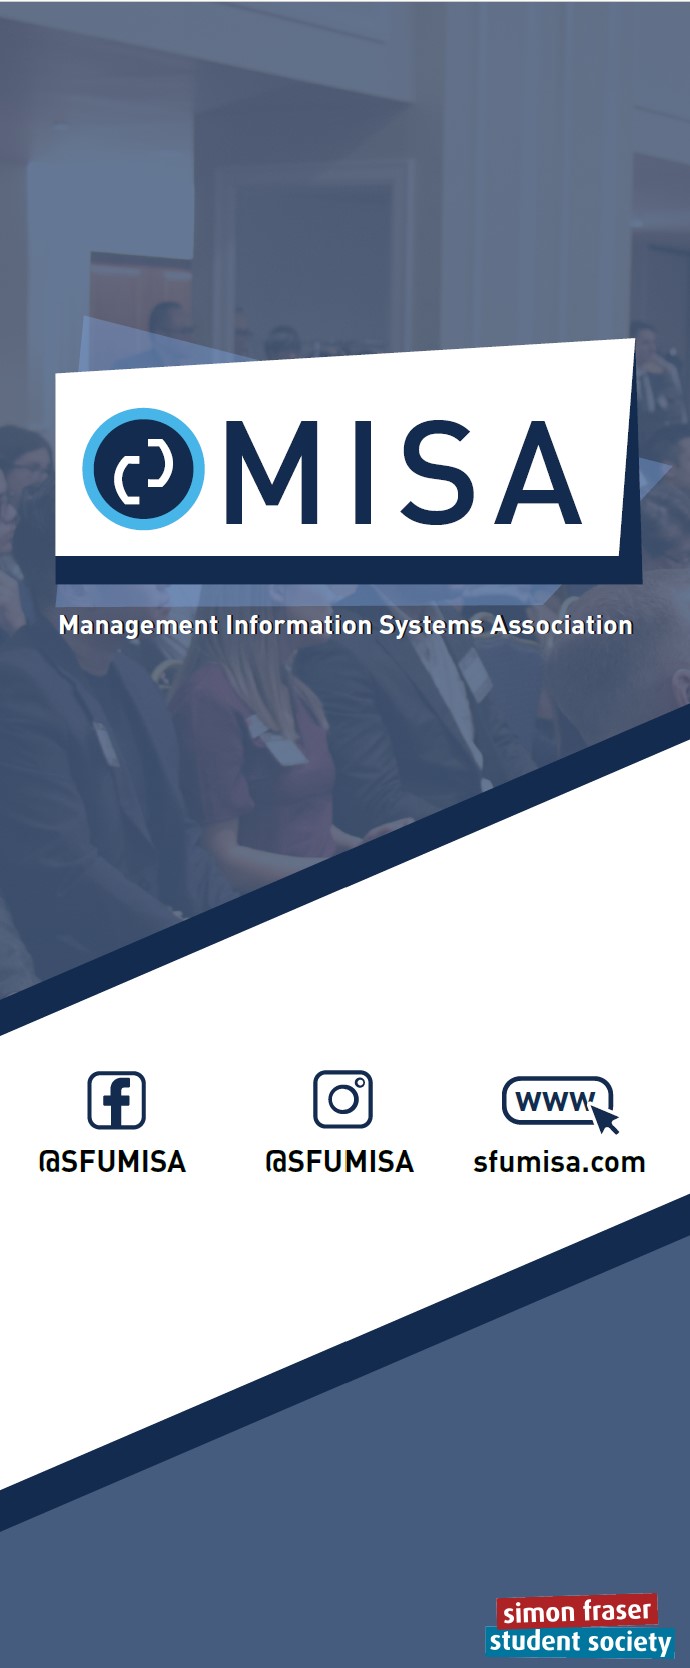 MISA
Management Information Systems Association
@SFUMISA
@SFUMISA
www
sfumisa.com
simon fraser
student society